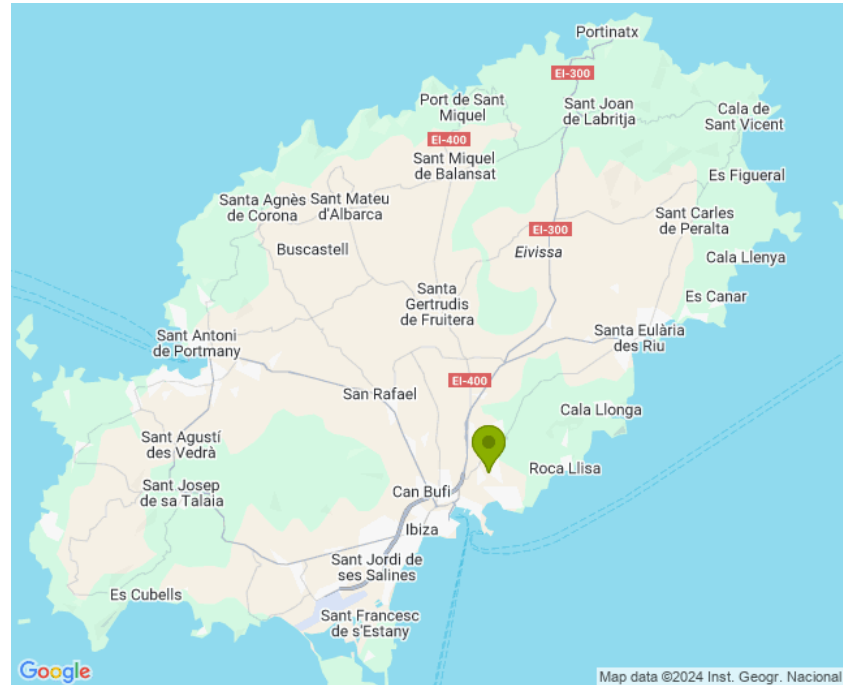 Portinatx
EI-300
Port de Sant
Miquel
Sant Joan
de Labritja
Cala de
Sant Vicent
EI-400
Sant Miquel
de Balansat
Es Figueral
Santa Agnès
de Corona
Sant Mateu
d'Albarca
Sant Carles
de Peralta
EI-300
Buscastell
Eivissa
Cala Llenya
Santa
Gertrudis
de Fruitera
Es Canar
Sant Antoni
de Portmany
Santa Eulària
des Riu
EI-400
San Rafael
Cala Llonga
Sant Agustí
des Vedrà
Roca Llisa
Sant Josep
de sa Talaia
Can Bufí
Ibiza
Sant Jordi de
ses Salines
Es Cubells
Sant Francesc
de s'Estany
Google
Map data ©2024 Inst. Geogr. Nacional